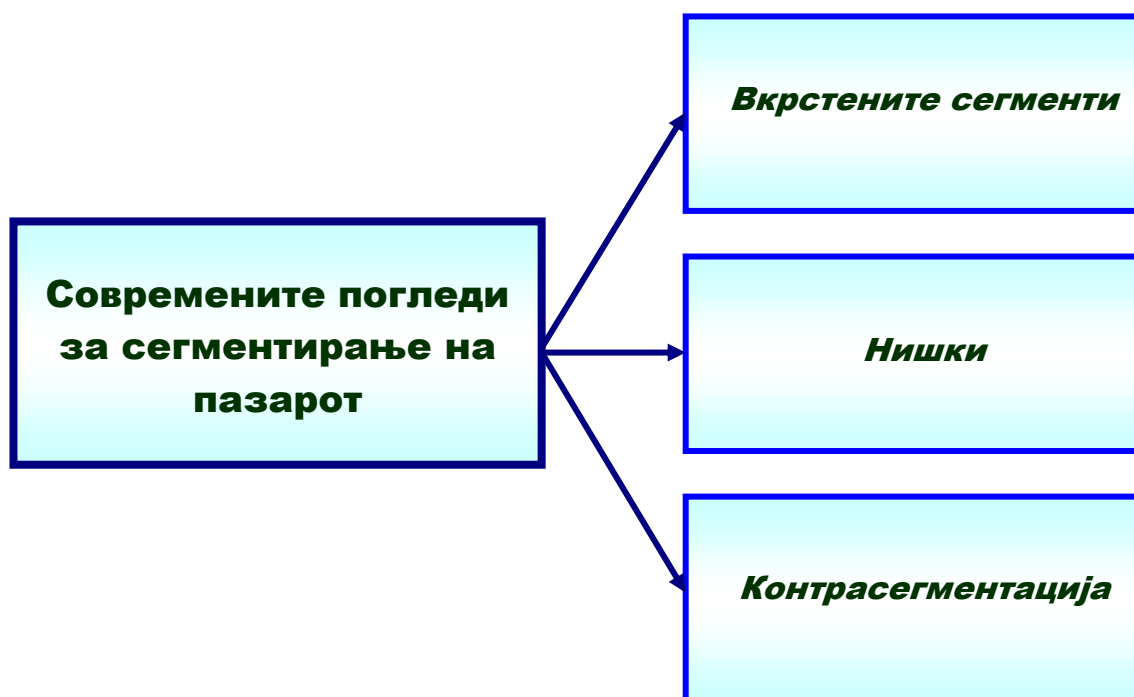 Вкрстените сегменти
Современите погледи
за сегментирање на
пазарот
Нишки
Контрасегментација